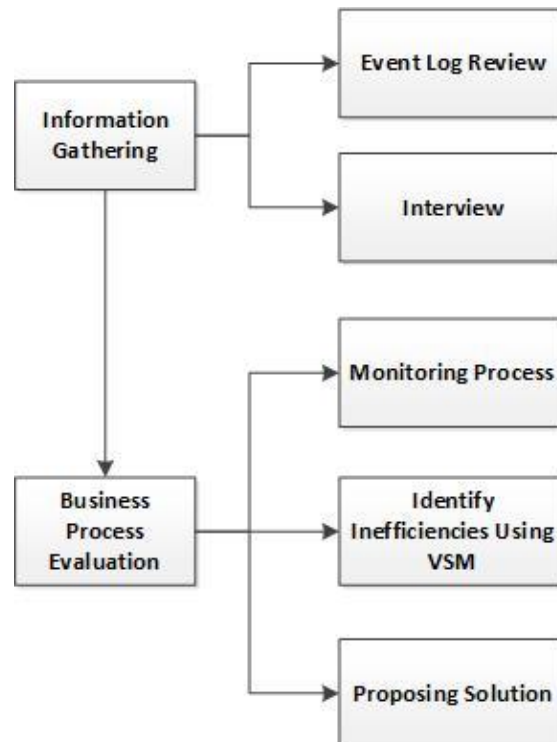 Information
Gathering
Event Log Review
Interview
Business
Process
Evaluation
Monitoring Process
Identify
Inefficiencies Using
VSM
Proposing Solution